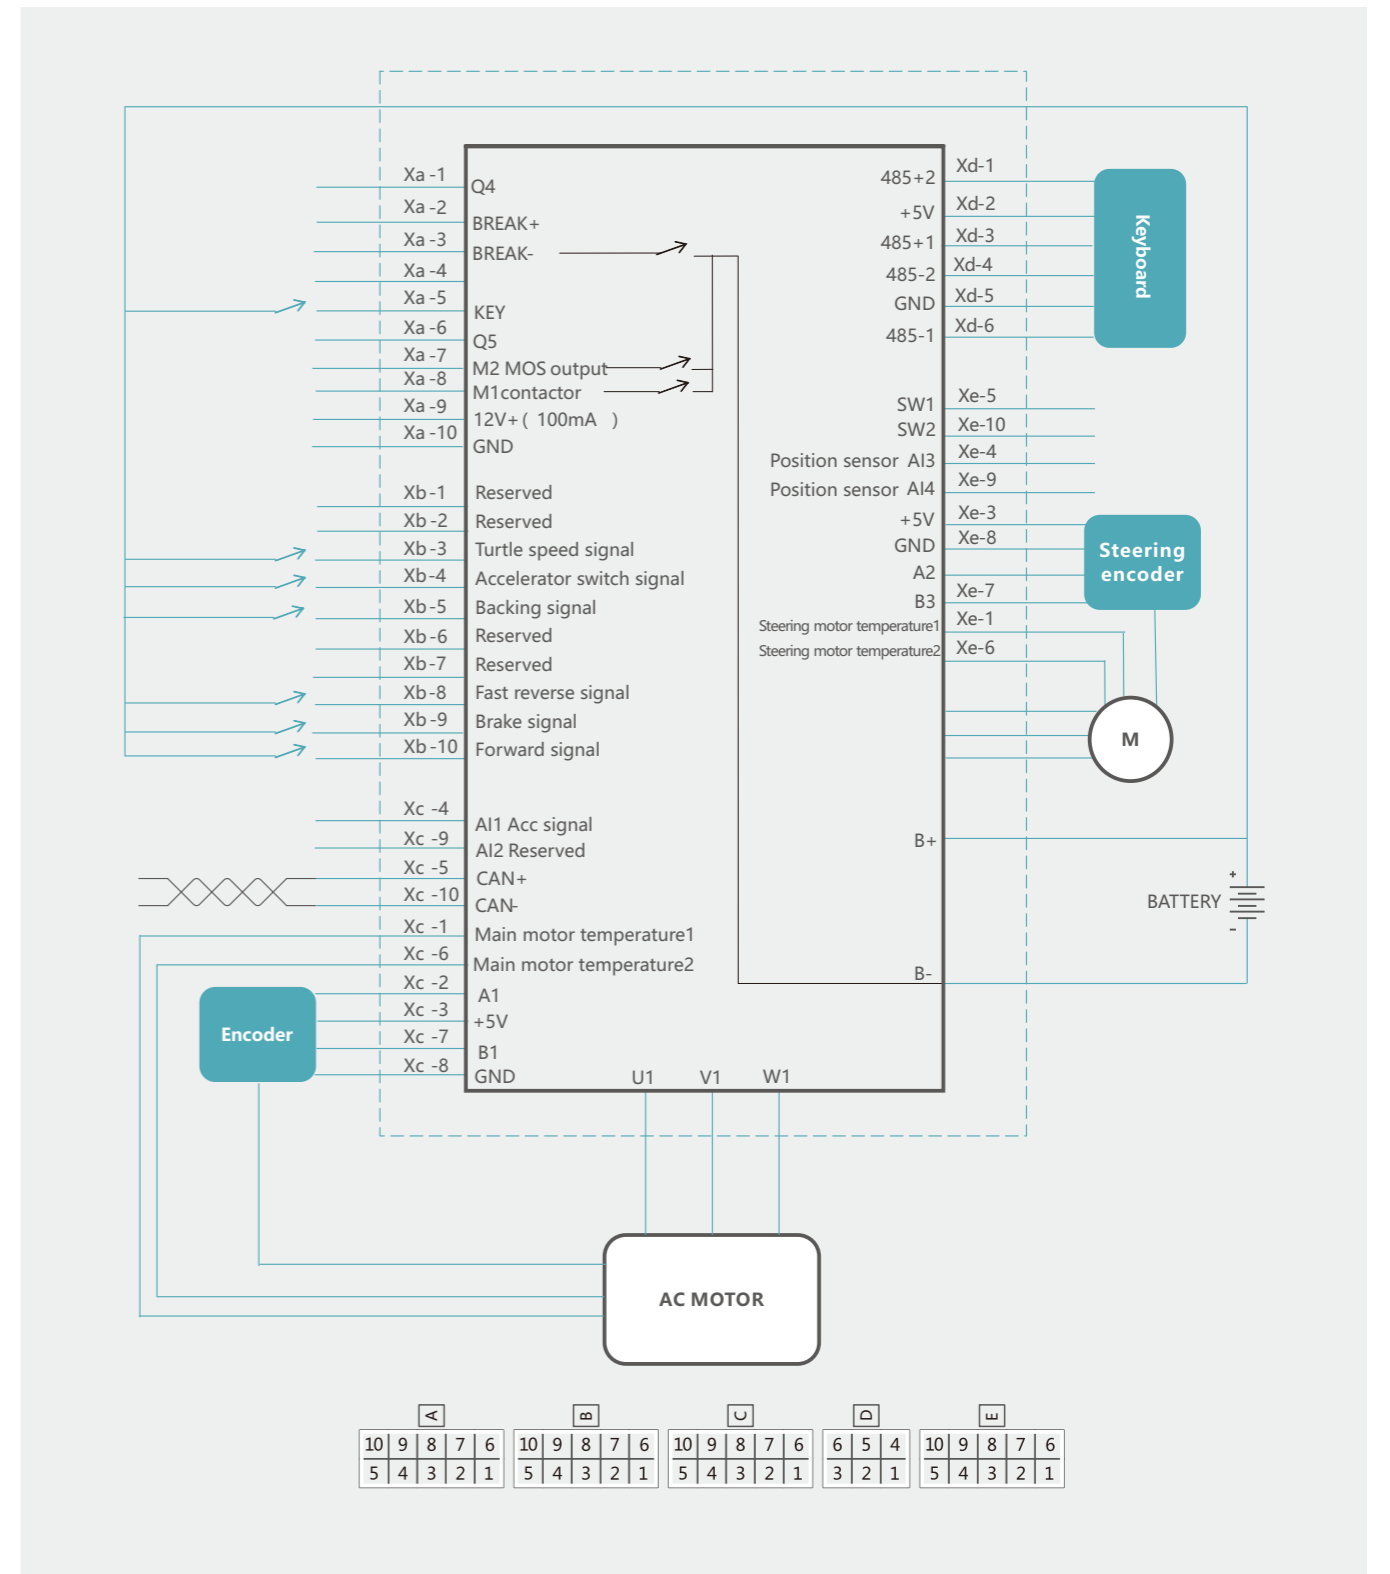 Xa -1
Q4
Xa -2
BREAK+
Xa -3
BREAK-
Xa -4
Xa -5
KEY
Xa -6
Q5
Xa -7
M2 MOS output
Xa -8
M1contactor
Xa -9
12V+ ( 100mA )
Xa -10
GND
Xb -1 Reserved
Xb -2 Reserved
Xb -3 Turtle speed signal
Xb -4 Accelerator switch signal
Xb -5 Backing signal
Xb -6 Reserved
Xb -7 Reserved
Xb -8 Fast reverse signal
Xb -9 Brake signal
Xb -10 Forward signal
Xc -4
AI1 Acc signal
Xc -9
AI2 Reserved
Xc -5
CAN+
Xc -10
CAN-
Xc -1
Main motor temperature1
Xc -6
Main motor temperature2
Xc -2
A1
Xc -3
+5V
Xc -7
B1
Xc -8
GND
Encoder
U1 V1 W1
485+2 Xd-1
+5V Xd-2
485+1 Xd-3
485-2 Xd-4
GND Xd-5
485-1 Xd-6
Keyboard
SW1 Xe-5
SW2 Xe-10
Position sensor AI3 Xe-4
Position sensor AI4 Xe-9
+5V Xe-3
GND Xe-8
A2
B3 Xe-7
Steering motor temperature1 Xe-1
Steering motor temperature2 Xe-6
Steering
encoder
M
B+
+
BATTERY
-
B-
AC MOTOR
A B C D E
10 9 8 7 6 10 9 8 7 6 10 9 8 7 6 6 5 4 10 9 8 7 6
5 4 3 2 1 5 4 3 2 1 5 4 3 2 1 3 2 1 5 4 3 2 1